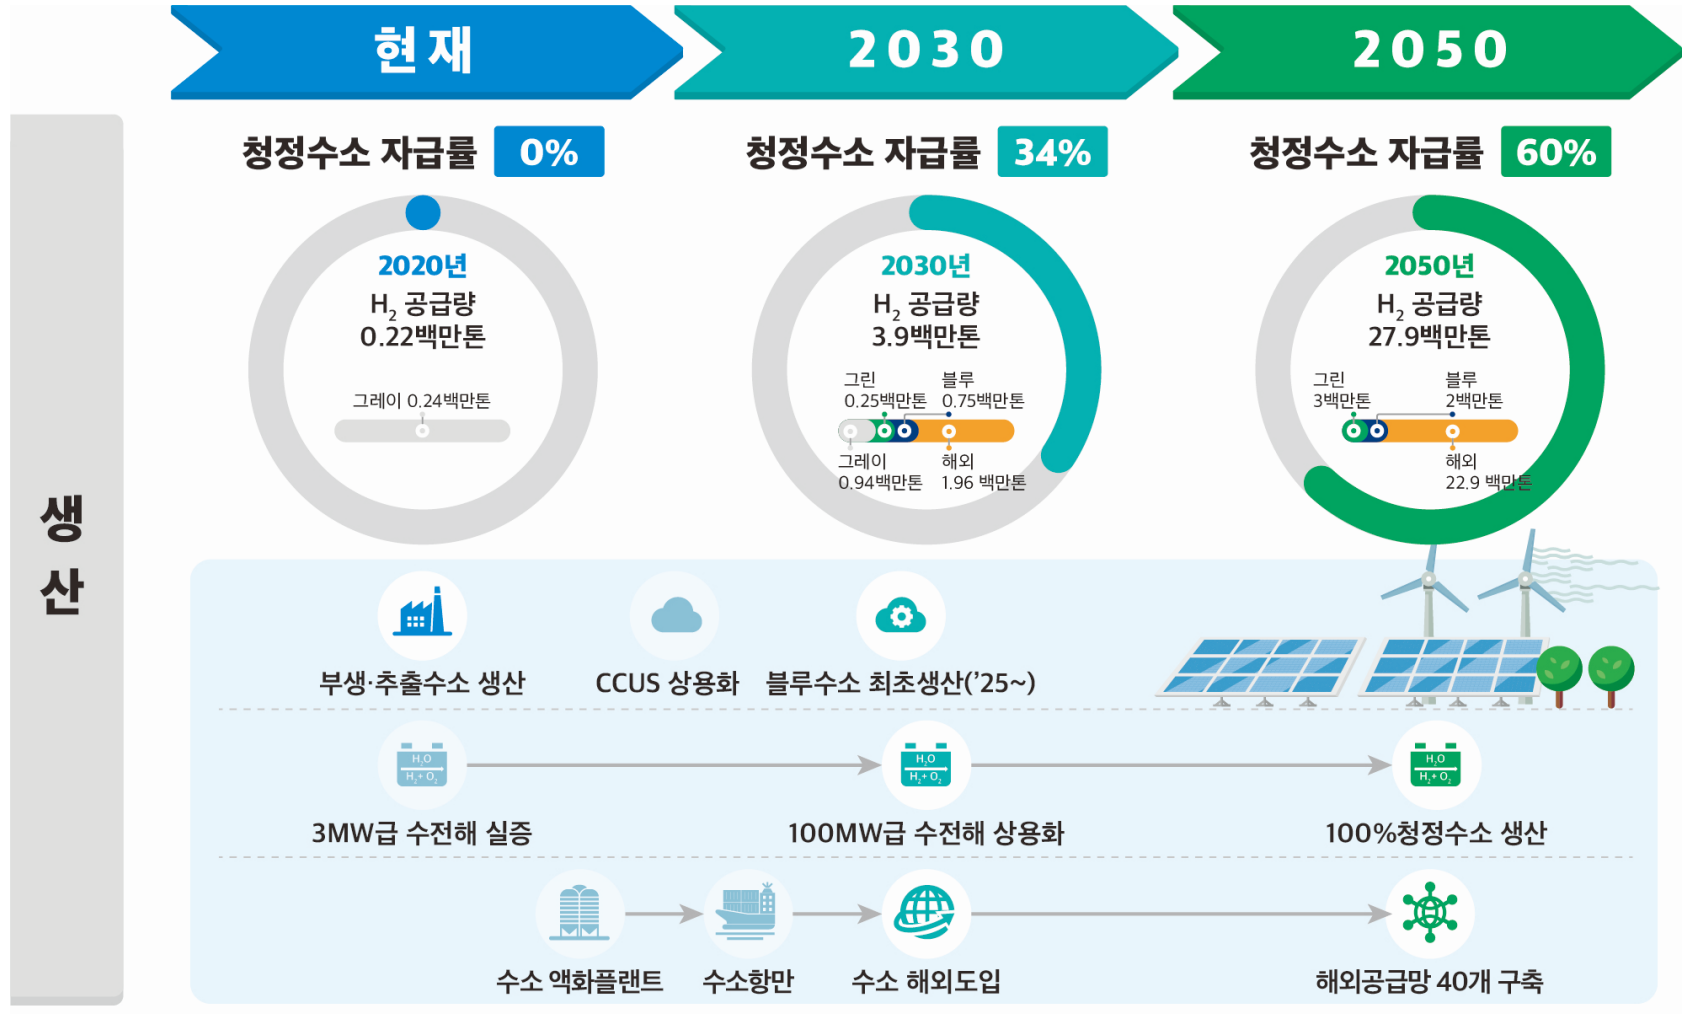 현재
2030
2050
생산
청정수소 자급률 0%
청정수소 자급률 34%
청정수소 자급률 60%
2020년
H₂ 공급량
0.22백만톤
그레이 0.24백만톤
2030년
H₂ 공급량
3.9백만톤
그린
0.25백만톤
블루
0.75백만톤
그레이
0.94백만톤
해외
1.96 백만톤
2050년
H₂ 공급량
27.9백만톤
그린
3백만톤
블루
2백만톤
해외
22.9 백만톤
부생·추출수소 생산
CCUS 상용화
블루수소 최초생산('25~)
H₂O
H₂+ O₂
3MW급 수전해 실증
H₂O
H₂+ O₂
100MW급 수전해 상용화
H₂O
H₂+ O₂
100%청정수소 생산
수소 액화플랜트
수소항만
수소 해외도입
해외공급망 40개 구축